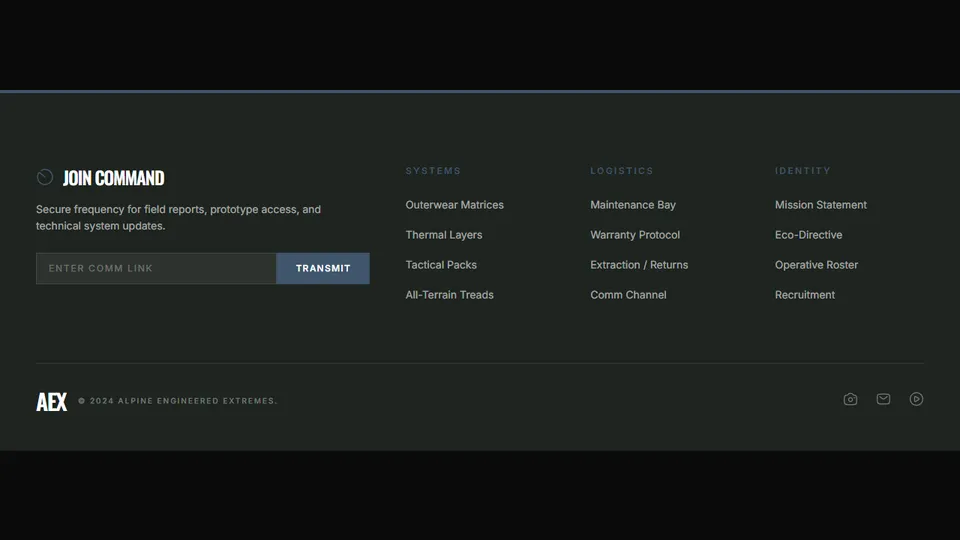 JOIN COMMAND
Secure frequency for field reports, prototype access, and
technical system updates.
ENTER COMM LINK
TRANSMIT
SYSTEMS
Outerwear Matrices
Thermal Layers
Tactical Packs
All-Terrain Treads
LOGISTICS
Maintenance Bay
Warranty Protocol
Extraction / Returns
Comm Channel
IDENTITY
Mission Statement
Eco-Directive
Operative Roster
Recruitment
AEX
© 2024 ALPINE ENGINEERED EXTREMES.